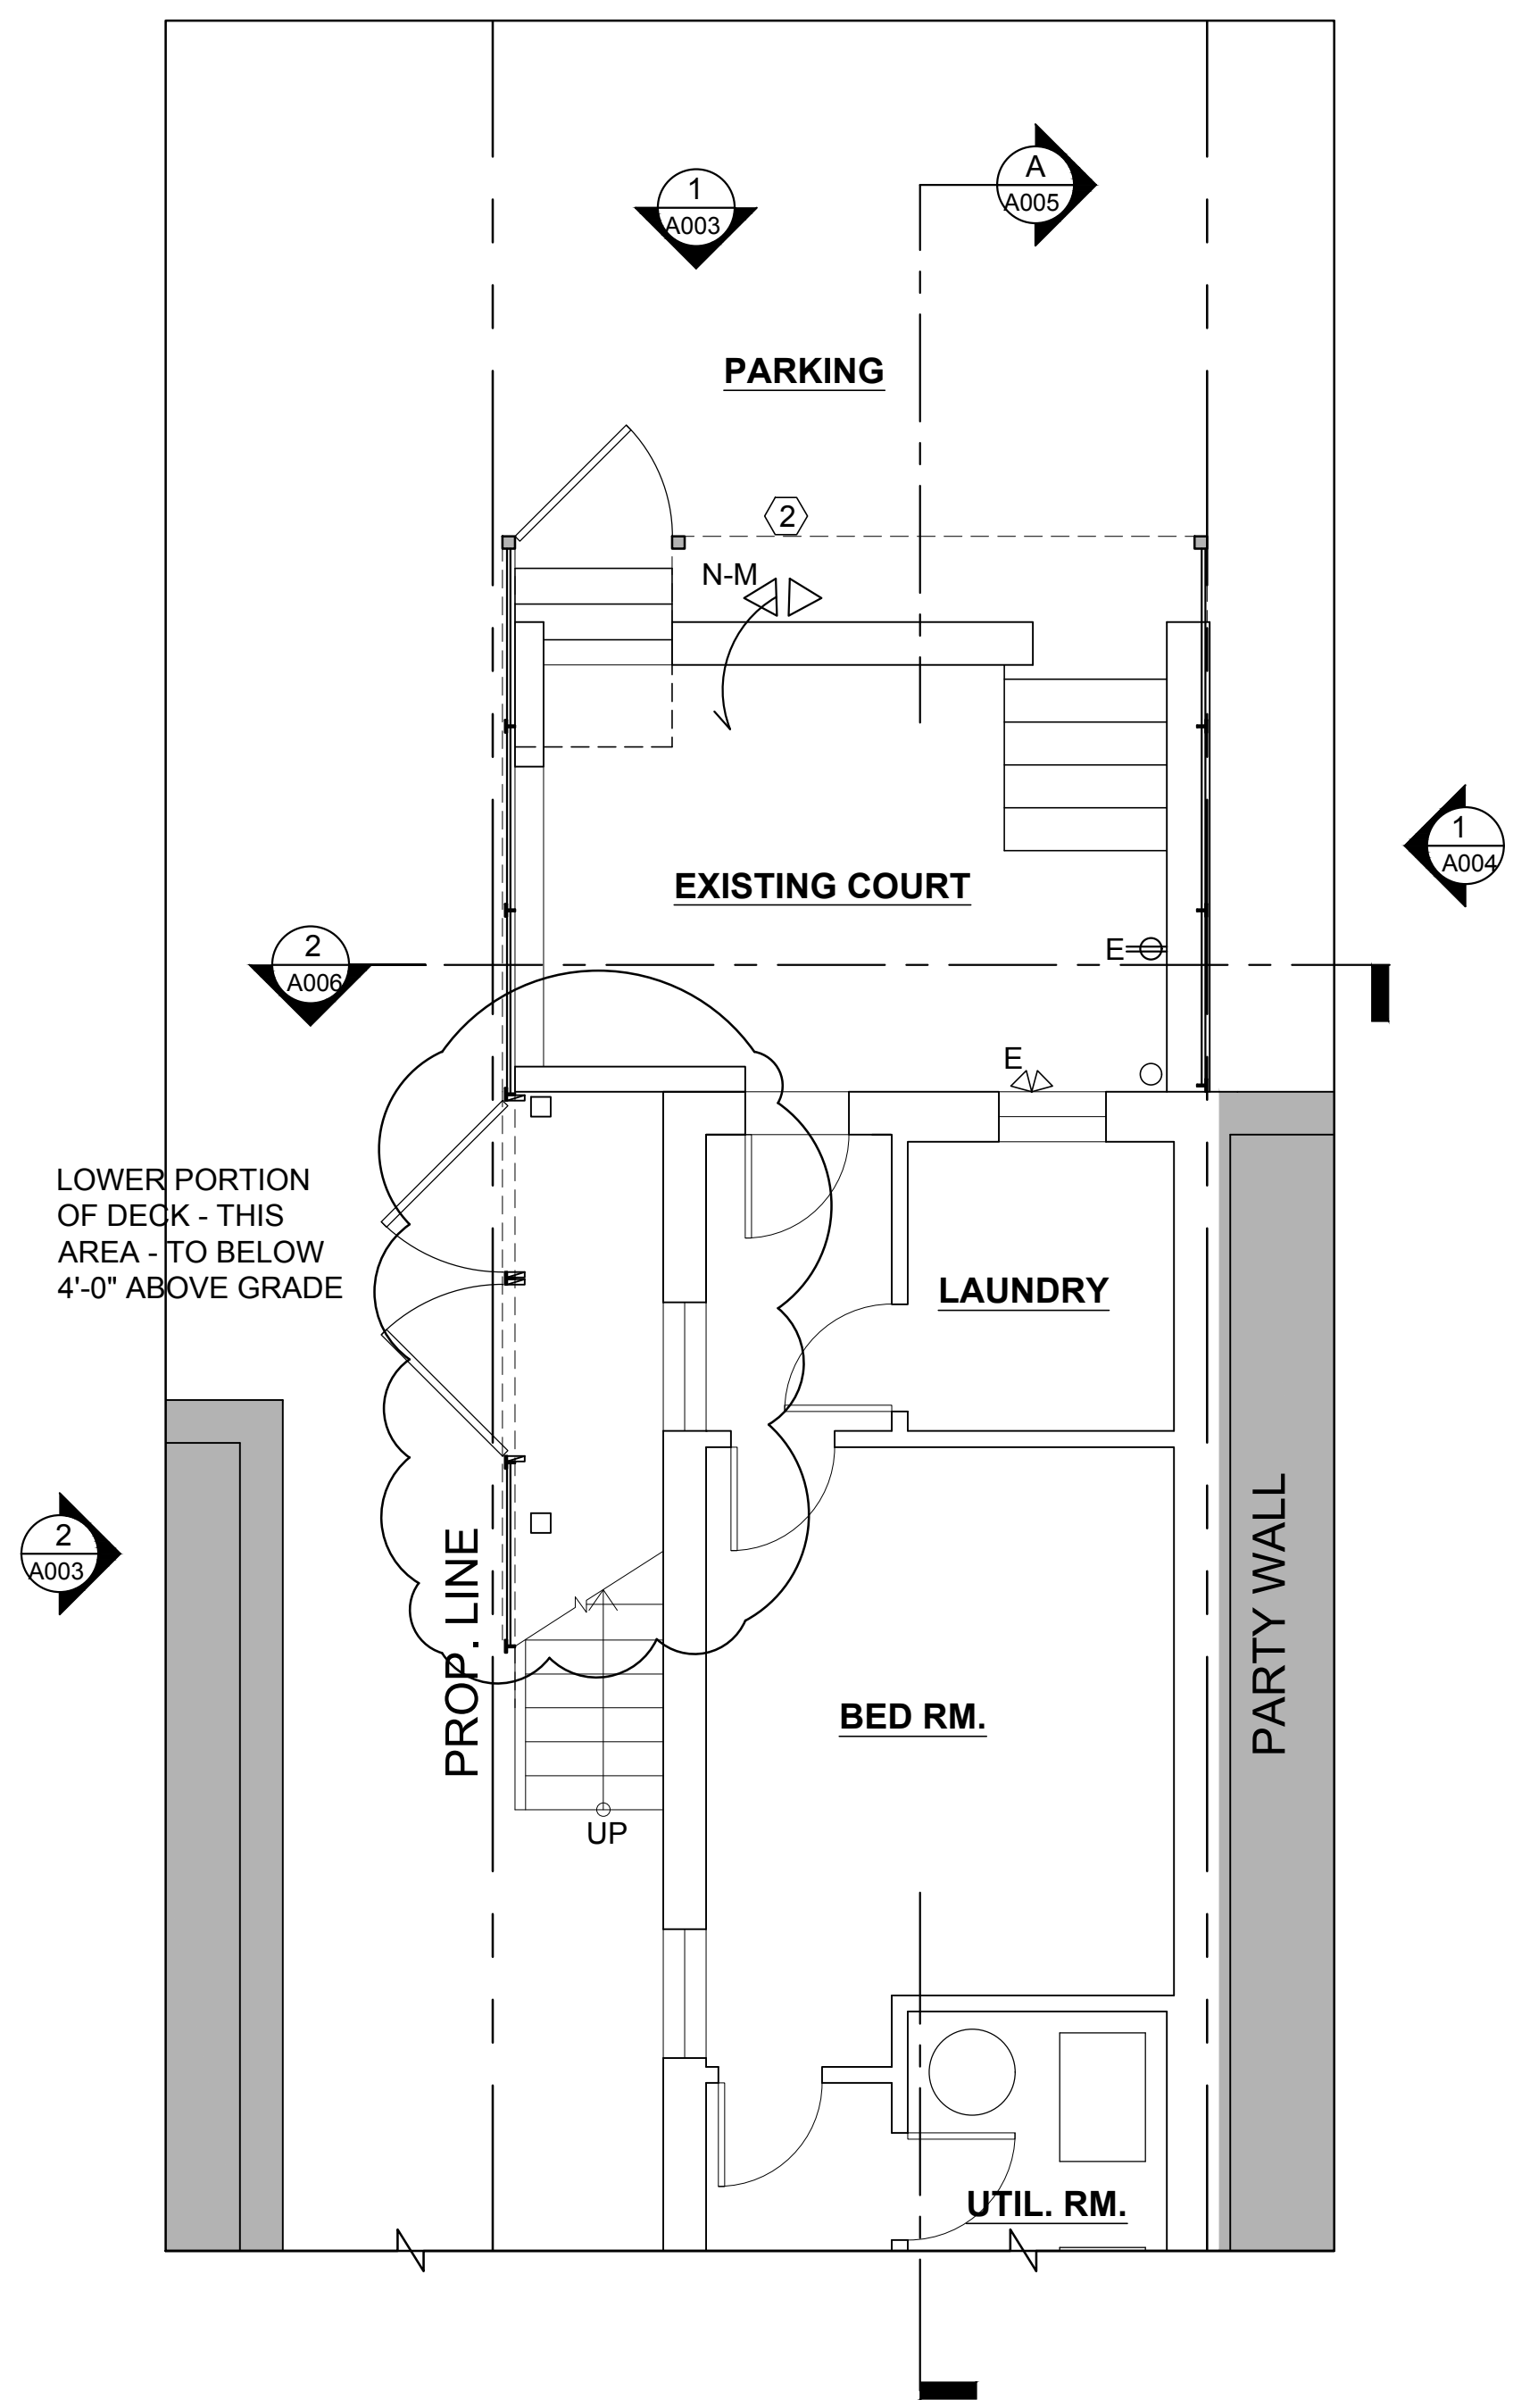 1
A003
A
A005
PARKING
2
N-M
1
A004
EXISTING COURT
E
2
A006
E
LOWER PORTION
OF DECK - THIS
AREA - TO BELOW
4'-0" ABOVE GRADE
LAUNDRY
2
A003
PROP. LINE
PARTY WALL
BED RM.
UP
UTIL. RM.